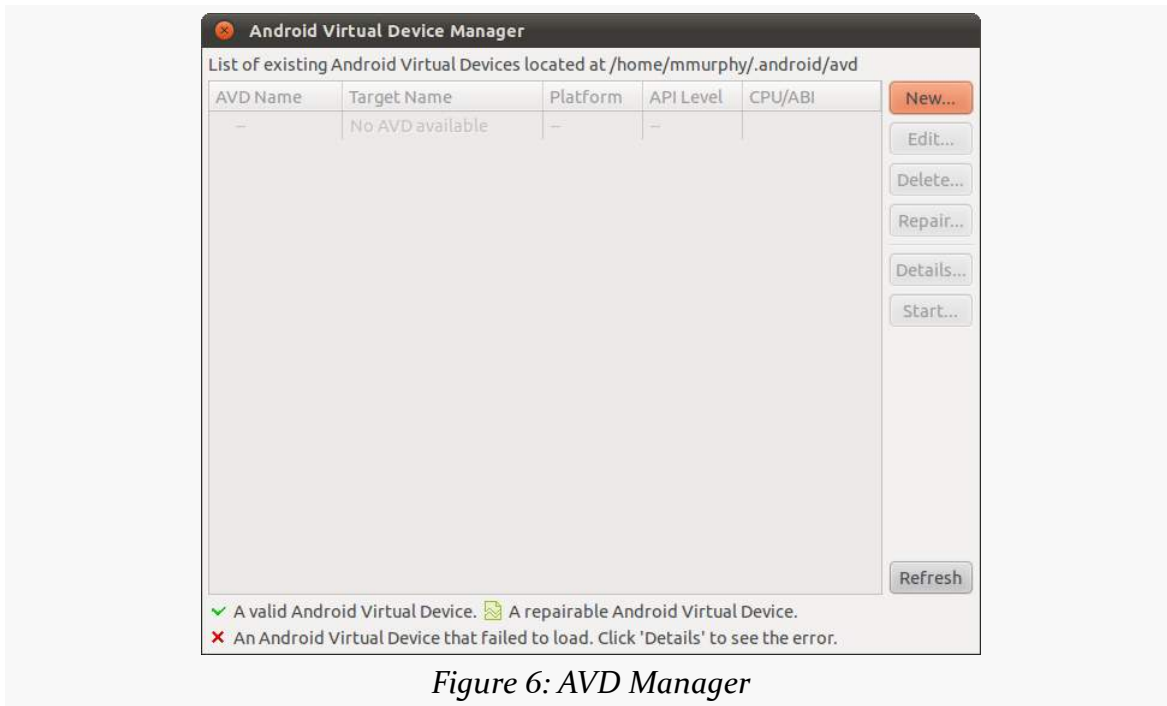 Android Virtual Device Manager
List of existing Android Virtual Devices located at /home/mmurphy/.android/avd
AVD Name Target Name Platform API Level CPU/ABI
-- No AVD available -- --
New...
Edit...
Delete...
Repair...
Details...
Start...
Refresh
A valid Android Virtual Device. A repairable Android Virtual Device.
An Android Virtual Device that failed to load. Click 'Details' to see the error.
Figure 6: AVD Manager